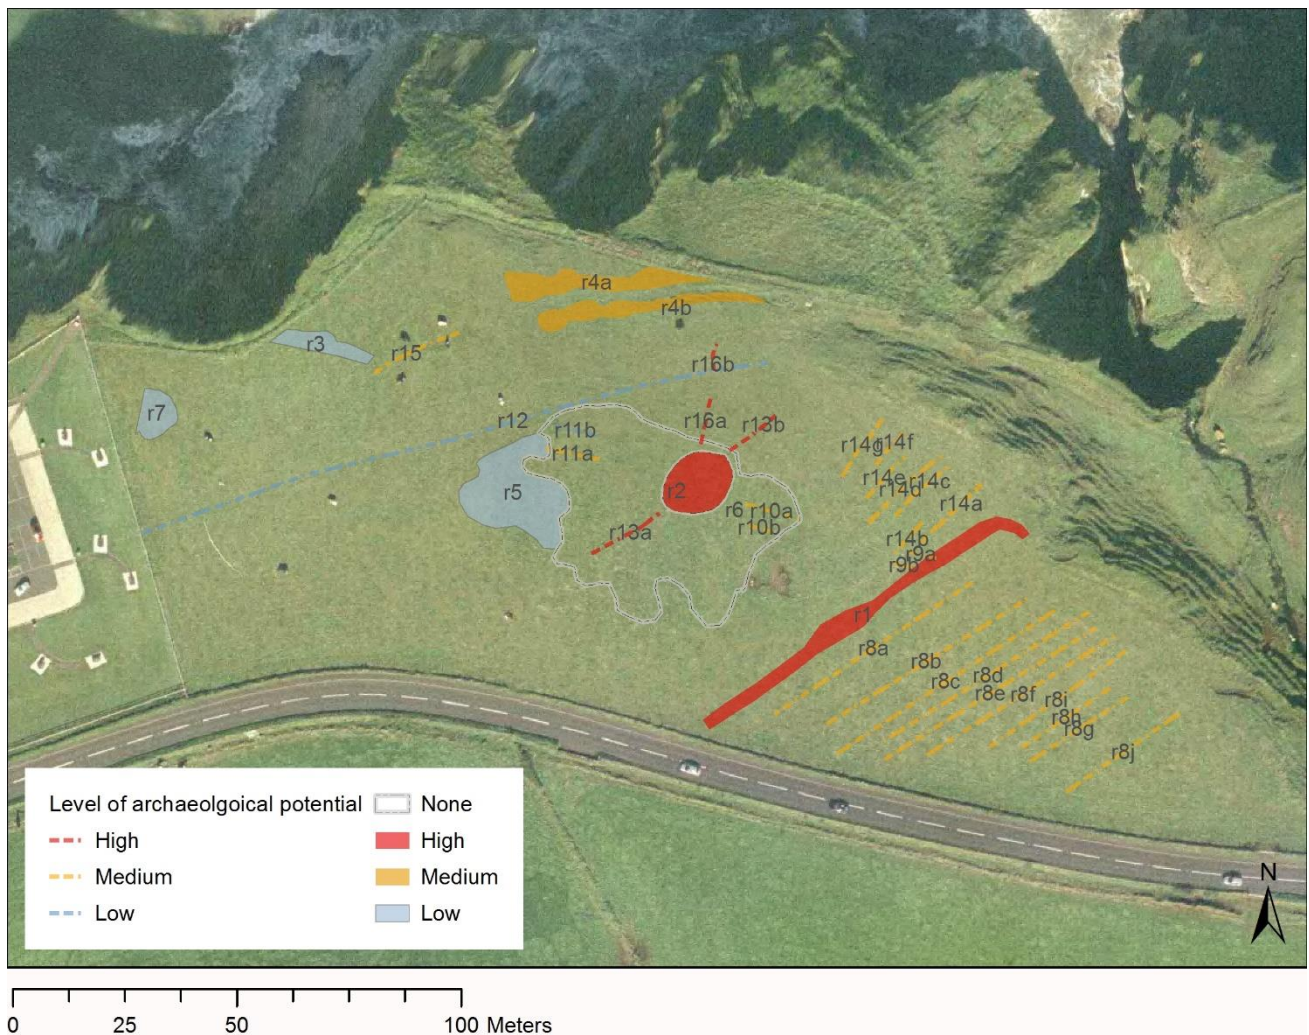 r4a
r4b
r3
r15
r16b
r7
r12
r16a
r13b
r11b
r11a
r14g
r14f
r14e
r14c
r14d
r5
r2
r14a
r6
r10a
r10b
r13a
r14b
r9a
r9b
r1
r8a
r8b
r8c
r8d
r8e
r8f
r8i
r8h
r8g
r8j
Level of archaeolgoical potential
None
High
High
Medium
Medium
Low
Low
N
0 25 50 100 Meters